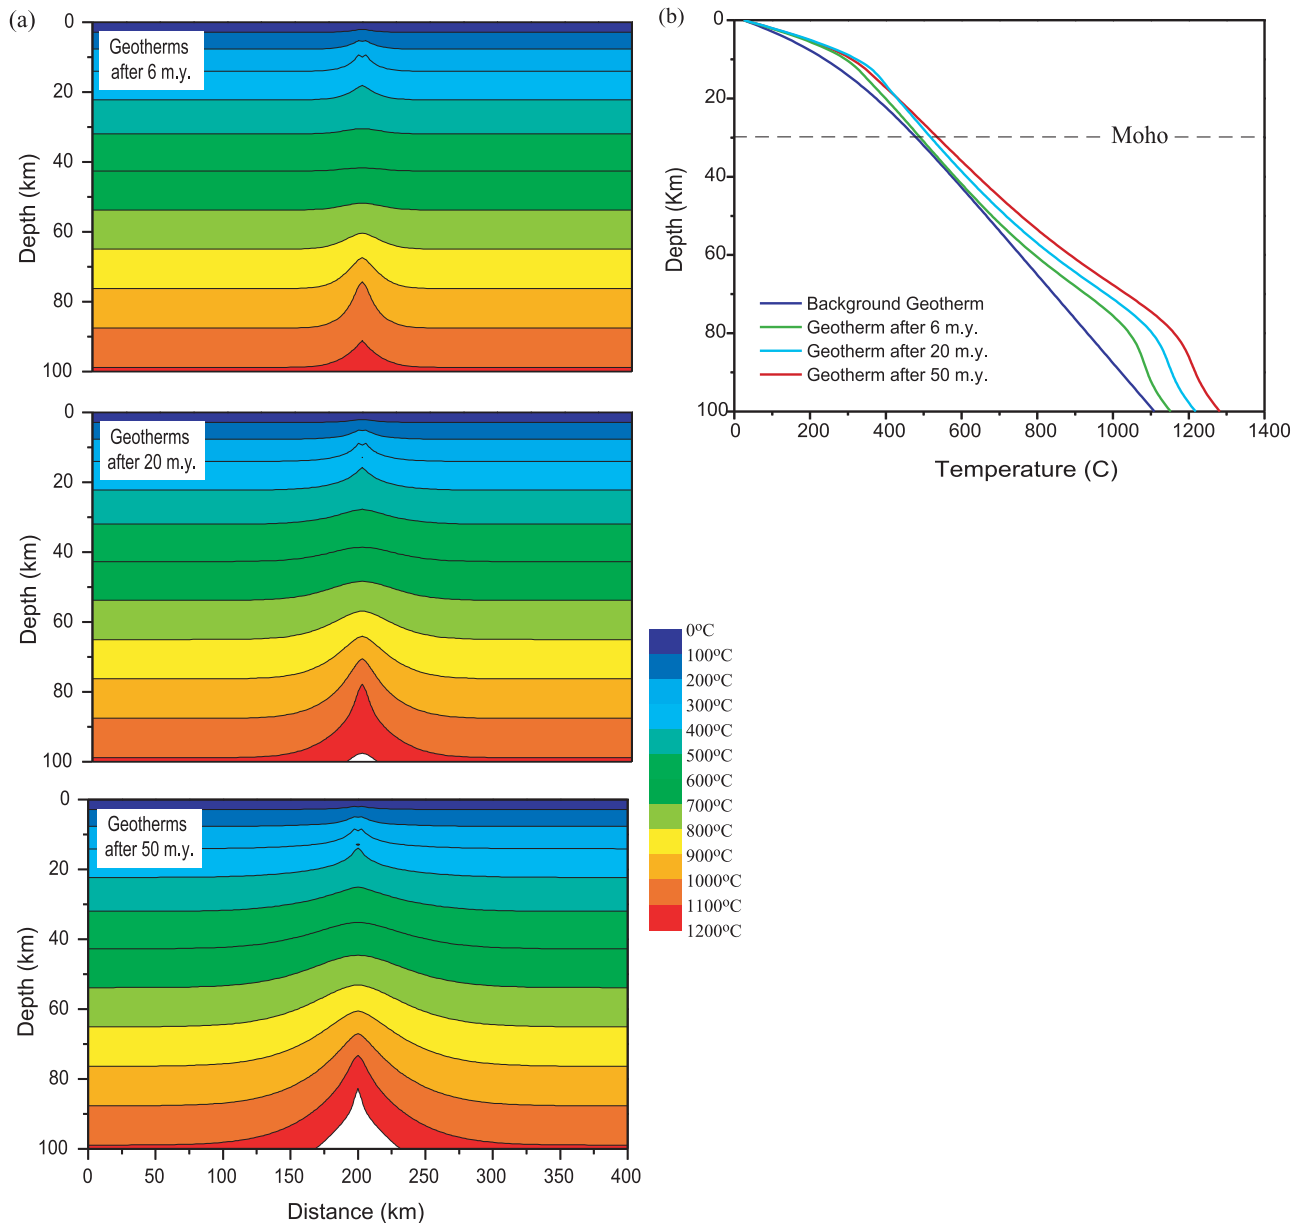 (a)
0
20
40
60
80
100
Depth (km)
Geotherms
after 6 m.y.
0
20
40
60
80
100
Depth (km)
Geotherms
after 20 m.y.
0
20
40
60
80
100
Depth (km)
Geotherms
after 50 m.y.
0 50 100 150 200 250 300 350 400
Distance (km)
0ºC
100ºC
200ºC
300ºC
400ºC
500ºC
600ºC
700ºC
800ºC
900ºC
1000ºC
1100ºC
1200ºC
(b)
0
20
40
60
80
100
Depth (Km)
Moho
Background Geotherm
Geotherm after 6 m.y.
Geotherm after 20 m.y.
Geotherm after 50 m.y.
0 200 400 600 800 1000 1200 1400
Temperature (C)